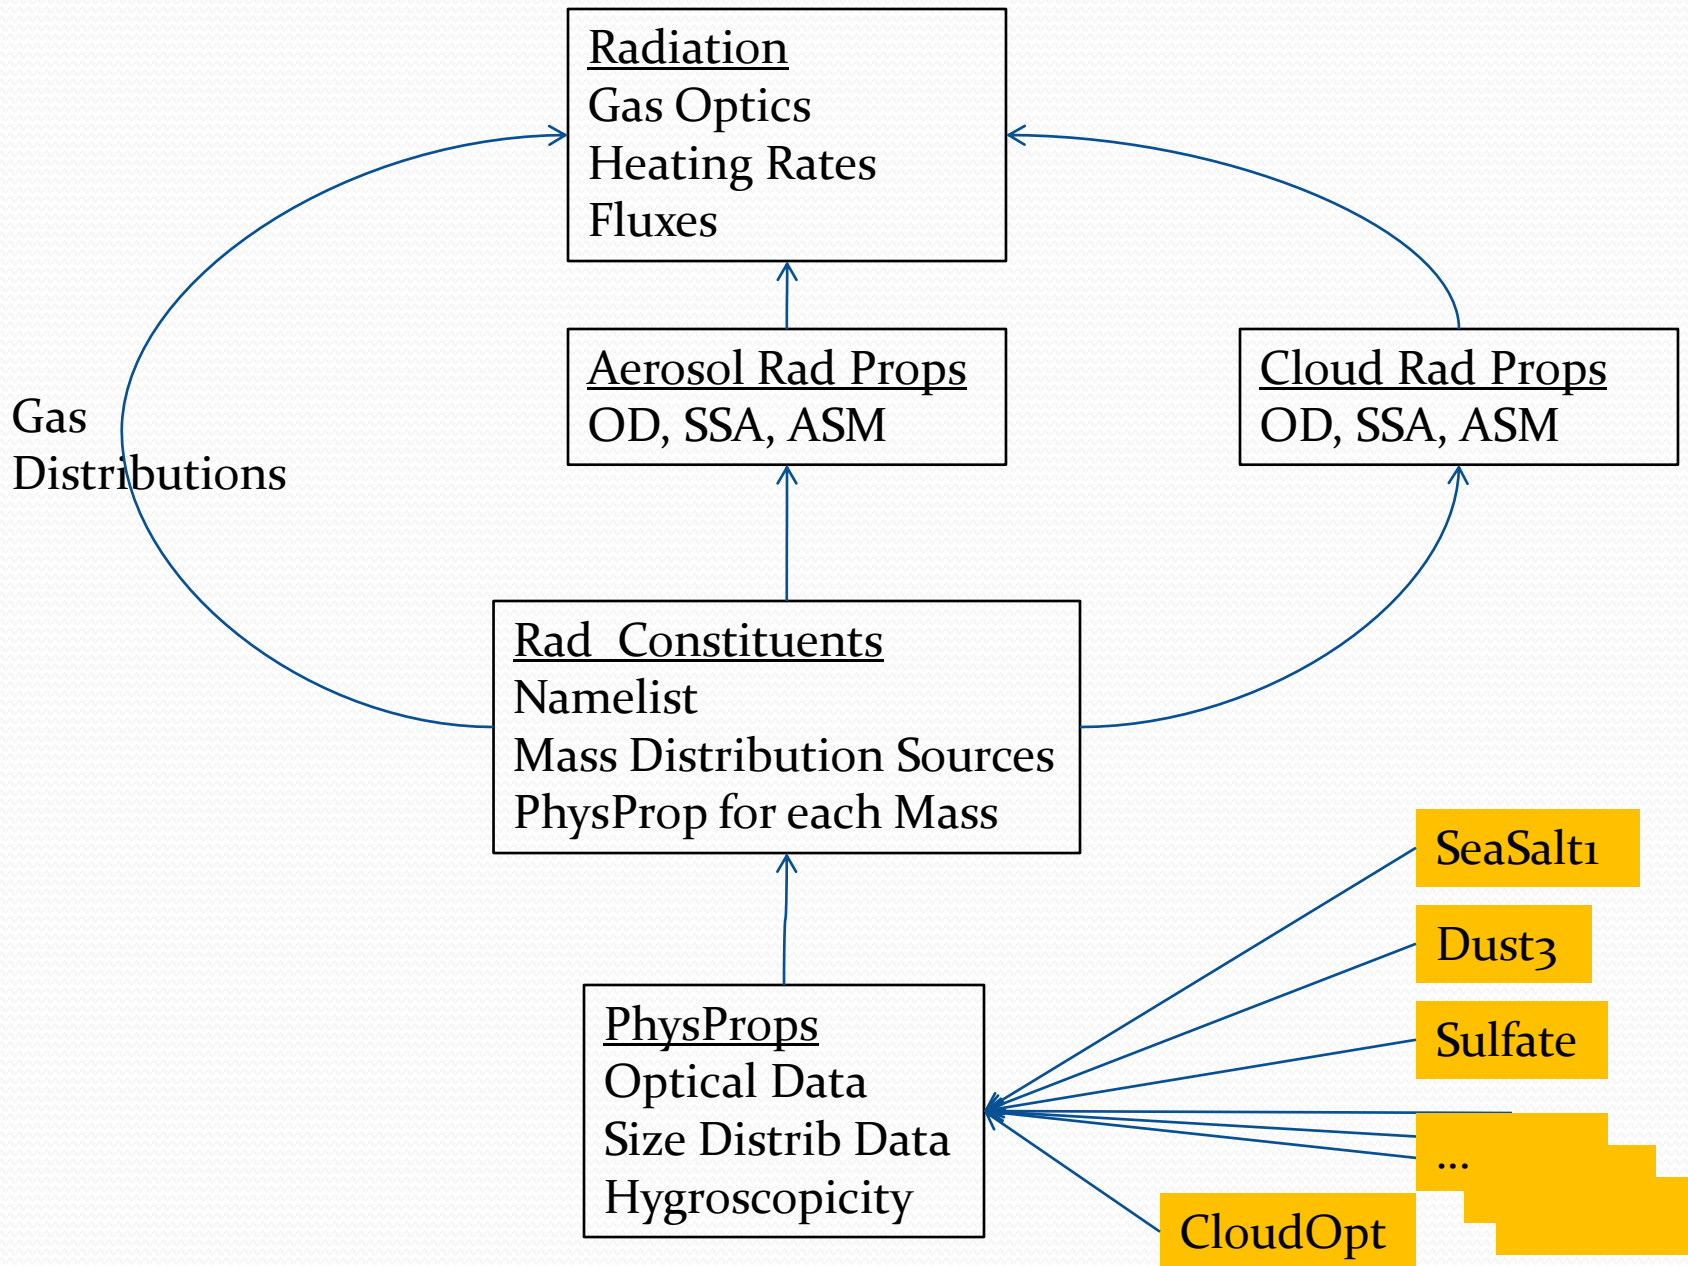 Radiation
Gas Optics
Heating Rates
Fluxes
Aerosol Rad Props
OD, SSA, ASM
Cloud Rad Props
OD, SSA, ASM
Gas
Distributions
Rad_Constituents
Namelist
Mass Distribution Sources
PhysProp for each Mass
SeaSalt1
Dust3
Sulfate
...
CloudOpt
PhysProps
Optical Data
Size Distrib Data
Hygroscopicity